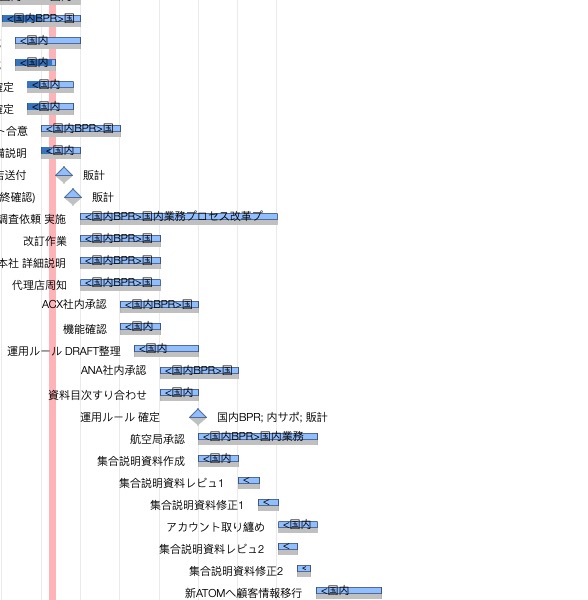 <国内BPR>国
<国内
<国内
確定 <国内
確定 <国内
ト合意 <国内BPR>国
説明 <国内
送付 販計
終確認) 販計
調査依頼 実施 <国内BPR>国内業務プロセス改革プ
改訂作業 <国内BPR>国
本社 詳細説明 <国内BPR>国
代理店周知 <国内BPR>国
ACX社内承認 <国内BPR>国
機能確認 <国内
運用ルール DRAFT整理 <国内
ANA社内承認 <国内BPR>国
資料目次すり合わせ <国内
運用ルール 確定 国内BPR; 内サポ; 販計
航空局承認 <国内BPR>国内業務
集合説明資料作成 <国内
集合説明資料レビュ1 <
集合説明資料修正1 <
アカウント取り纏め <国内
集合説明資料レビュ2 <
集合説明資料修正2 <
新ATOMへ顧客情報移行 <国内